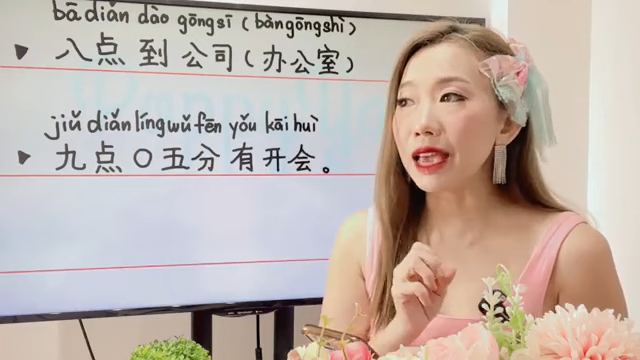 bā diǎn dào gōngsī (bàngōngshì)
▸ 八点到公司(办公室)
jiǔ diǎn líng wǔ fēn yǒu kāi huì
▸ 九点〇五分有开会。